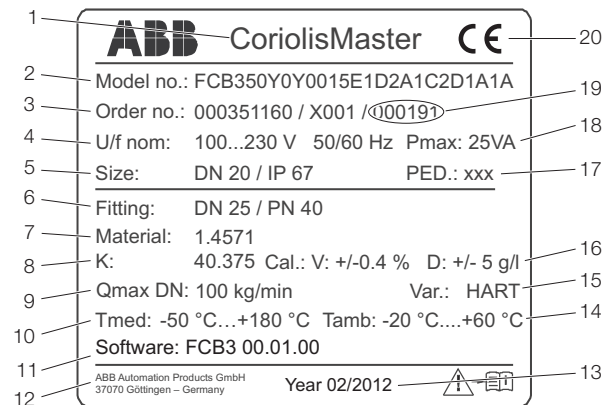 1 ABB CoriolisMaster CE 20
2 Model no.: FCB350Y0Y0015E1D2A1C2D1A1A
3 Order no.: 000351160 / X001 / 000191 19
4 U/f nom: 100...230 V 50/60 Hz Pmax: 25VA 18
5 Size: DN 20 / IP 67 PED.: xxx 17
6 Fitting: DN 25 / PN 40
7 Material: 1.4571
8 K: 40.375 Cal.: V: +/-0.4 % D: +/- 5 g/l 16
9 Qmax DN: 100 kg/min Var.: HART 15
10 Tmed: -50 °C...+180 °C Tamb: -20 °C....+60 °C 14
11 Software: FCB3 00.01.00
12 ABB Automation Products GmbH
37070 Göttingen – Germany
Year 02/2012 13